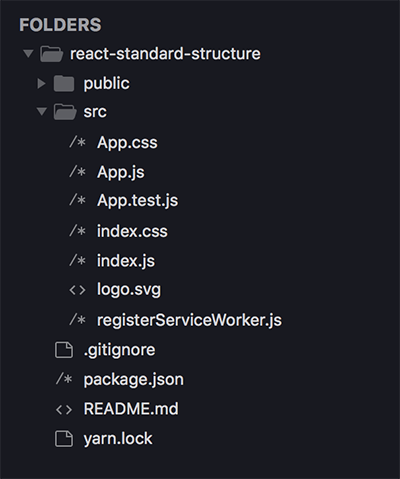 FOLDERS
react-standard-structure
public
src
/* App.css
/* App.js
/* App.test.js
/* index.css
/* index.js
<> logo.svg
/* registerServiceWorker.js
.gitignore
/* package.json
<> README.md
yarn.lock